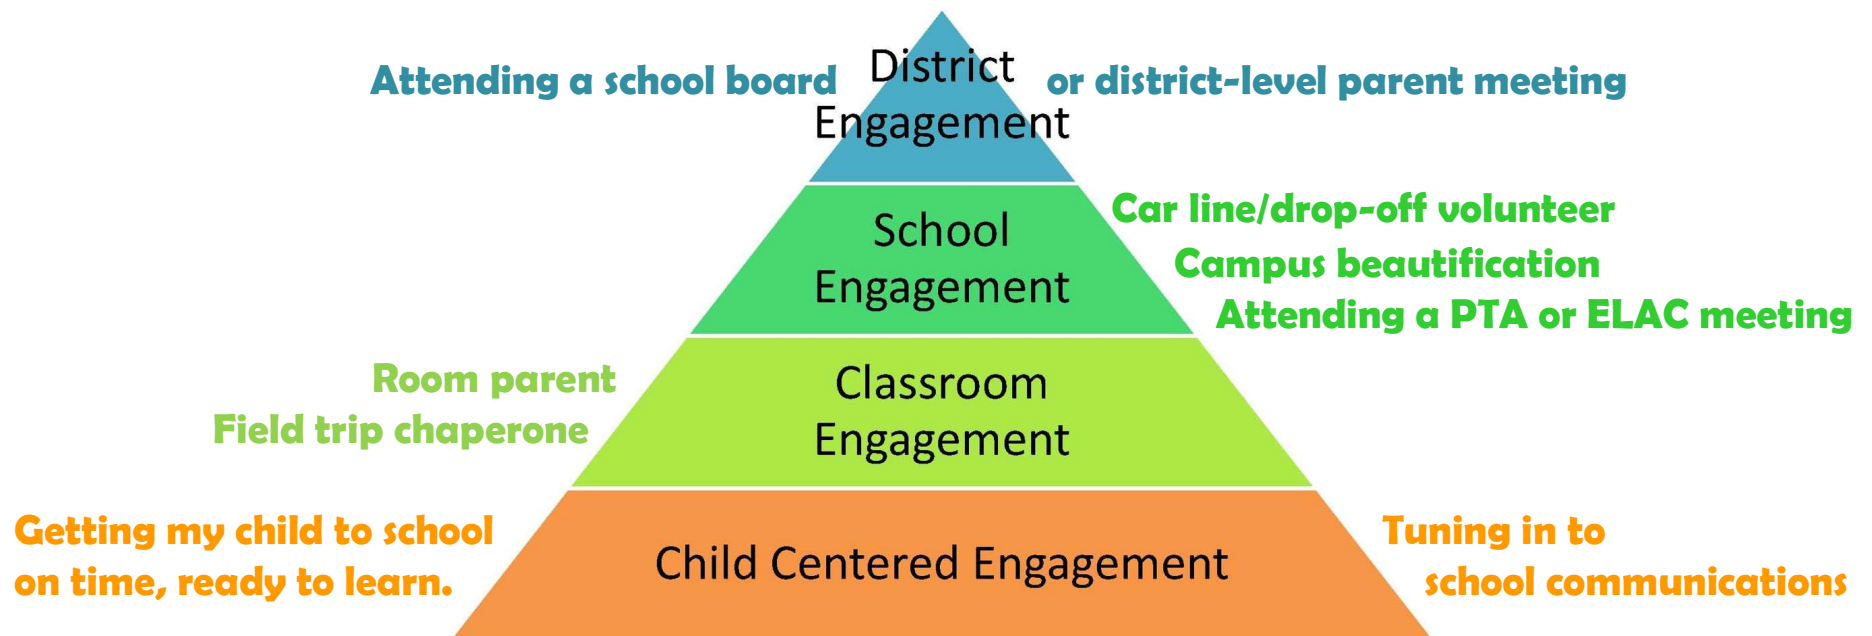 Attending a school board
District
Engagement
or district-level parent meeting
School
Engagement
Car line/drop-off volunteer
Campus beautification
Attending a PTA or ELAC meeting
Room parent
Field trip chaperone
Classroom
Engagement
Getting my child to school
on time, ready to learn.
Child Centered Engagement
Tuning in to
school communications